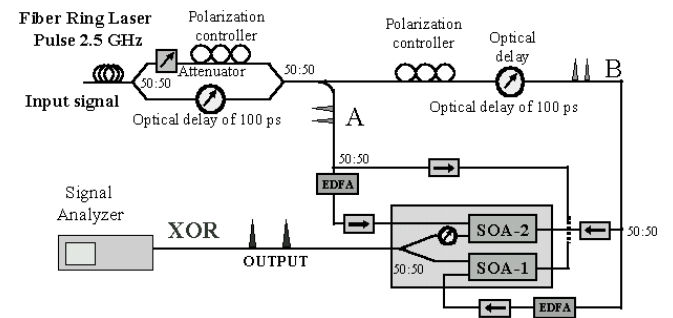 Fiber Ring Laser
Pulse 2.5 GHz
Polarization
controller
50:50
Attenuator
50:50
Input signal
Optical delay of 100 ps
Polarization
controller
Optical
delay
B
Optical delay of 100 ps
A
50:50
EDFA
Signal
Analyzer
XOR
OUTPUT
SOA-2
50:50
50:50
SOA-1
EDFA